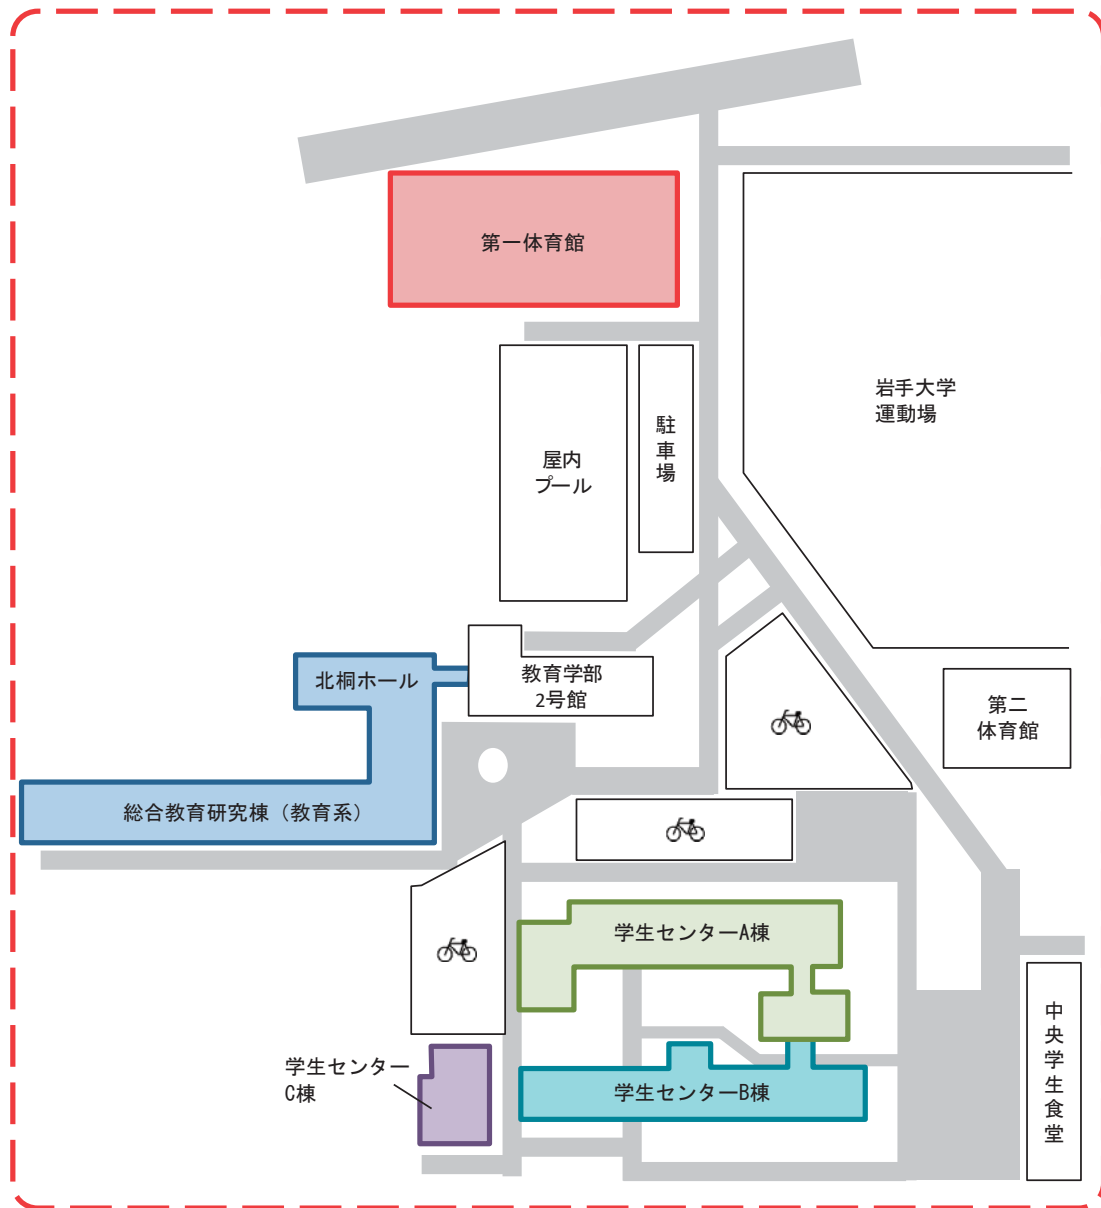 第一体育館
岩手大学
運動場
駐車場
屋内
プール
北桐ホール
教育学部
2号館
第二
体育館
総合教育研究棟（教育系）
学生センターA棟
学生センター
C棟
学生センターB棟
中央学生食堂